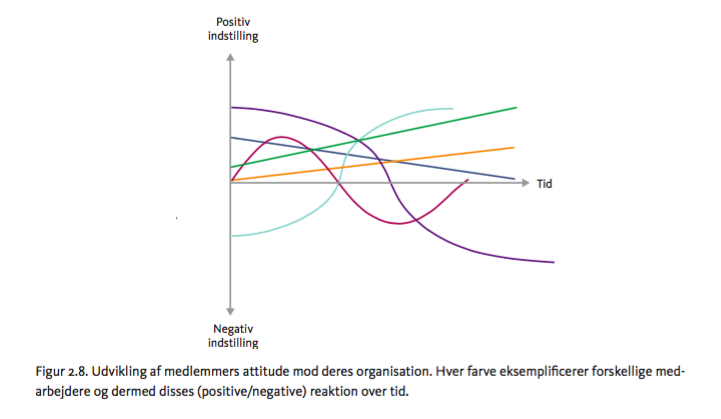 Positiv
indstilling
Tid
Negativ
indstilling
Figur 2.8. Udvikling af medlemmers attitude mod deres organisation. Hver farve eksemplificerer forskellige med-
arbejdere og dermed disses (positive/negative) reaktion over tid.